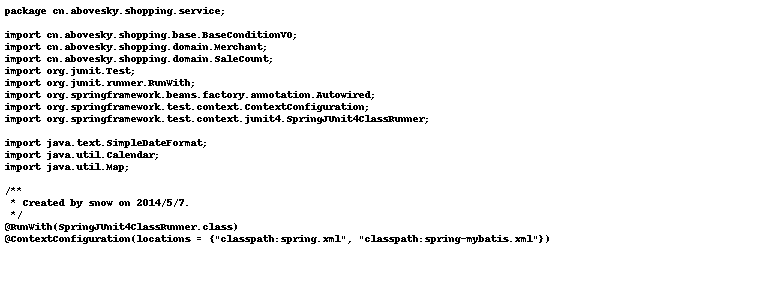 package cn.abovesky.shopping.service;

import cn.abovesky.shopping.base.BaseConditionVO;
import cn.abovesky.shopping.domain.Merchant;
import cn.abovesky.shopping.domain.SaleCount;
import org.junit.Test;
import org.junit.runner.RunWith;
import org.springframework.beans.factory.annotation.Autowired;
import org.springframework.test.context.ContextConfiguration;
import org.springframework.test.context.junit4.SpringJUnit4ClassRunner;

import java.text.SimpleDateFormat;
import java.util.Calendar;
import java.util.Map;

/**
 * Created by snow on 2014/5/7.
 */
@RunWith(SpringJUnit4ClassRunner.class)
@ContextConfiguration(locations = {"classpath:spring.xml", "classpath:spring-mybatis.xml"})